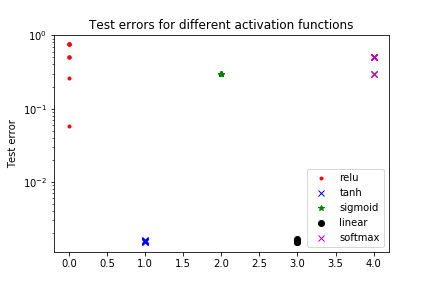 Test errors for different activation functions
Test error
10^0
10^-1
10^-2
0.0 0.5 1.0 1.5 2.0 2.5 3.0 3.5 4.0
relu
tanh
sigmoid
linear
softmax